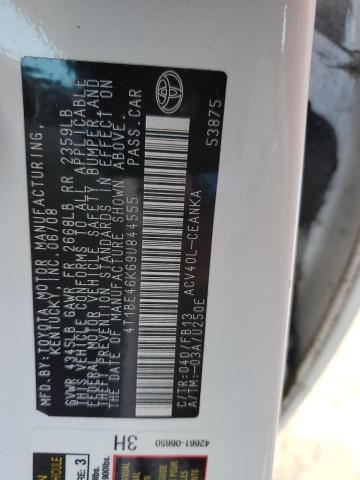 MFD. BY: TOYOTA MOTOR MANUFACTURING,
KENTUCKY, INC. 06/08
GVWR 4345LB GAWR FR 2668LB RR 2359LB
THIS VEHICLE CONFORMS TO ALL APPLICABLE
FEDERAL MOTOR VEHICLE SAFETY, BUMPER AND
THEFT PREVENTION STANDARDS IN EFFECT ON
THE DATE OF MANUFACTURE SHOWN ABOVE.
4T1BE46K69U844555 PASS.CAR
C/TR:040/FB13 ACV40L-CEANKA
A/TM:-03A/U250E 53875
42661-06650
3H